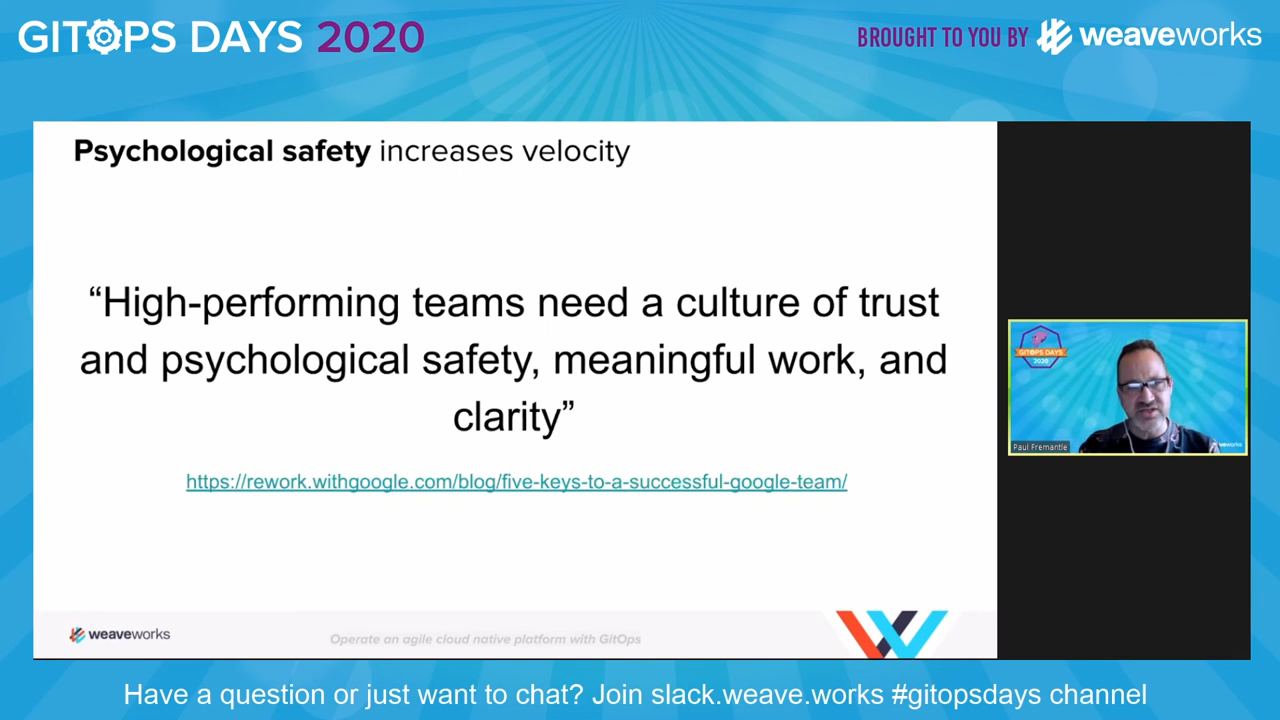 GITOPS DAYS 2020
BROUGHT TO YOU BY weaveworks
Psychological safety increases velocity
“High-performing teams need a culture of trust
and psychological safety, meaningful work, and
clarity”
https://rework.withgoogle.com/blog/five-keys-to-a-successful-google-team/
GITOPS DAYS
2020
Paul Fremantle
weaveworks
Operate an agile cloud native platform with GitOps
Have a question or just want to chat? Join slack.weave.works #gitopsdays channel